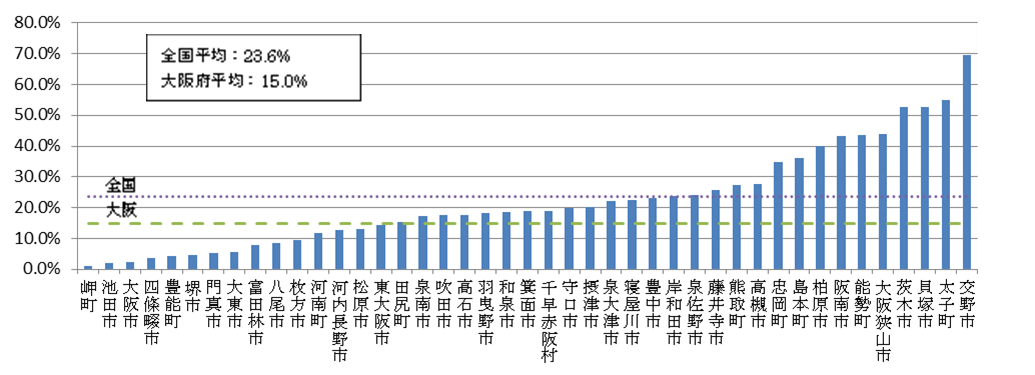 80.0%
70.0%
60.0%
50.0%
40.0%
30.0%
20.0%
10.0%
0.0%
全国平均：23.6%
大阪府平均：15.0%
全国
大阪
岬町
池田市
大阪市
四條畷市
豊能町
堺市
門真市
大東市
富田林市
八尾市
枚方市
河南町
河内長野市
松原市
東大阪市
田尻町
泉南市
吹田市
高石市
羽曳野市
和泉市
箕面市
千早赤阪村
守口市
摂津市
泉大津市
寝屋川市
豊中市
岸和田市
泉佐野市
藤井寺市
熊取町
高槻市
忠岡町
島本町
柏原市
阪南市
能勢町
大阪狭山市
茨木市
貝塚市
太子町
交野市